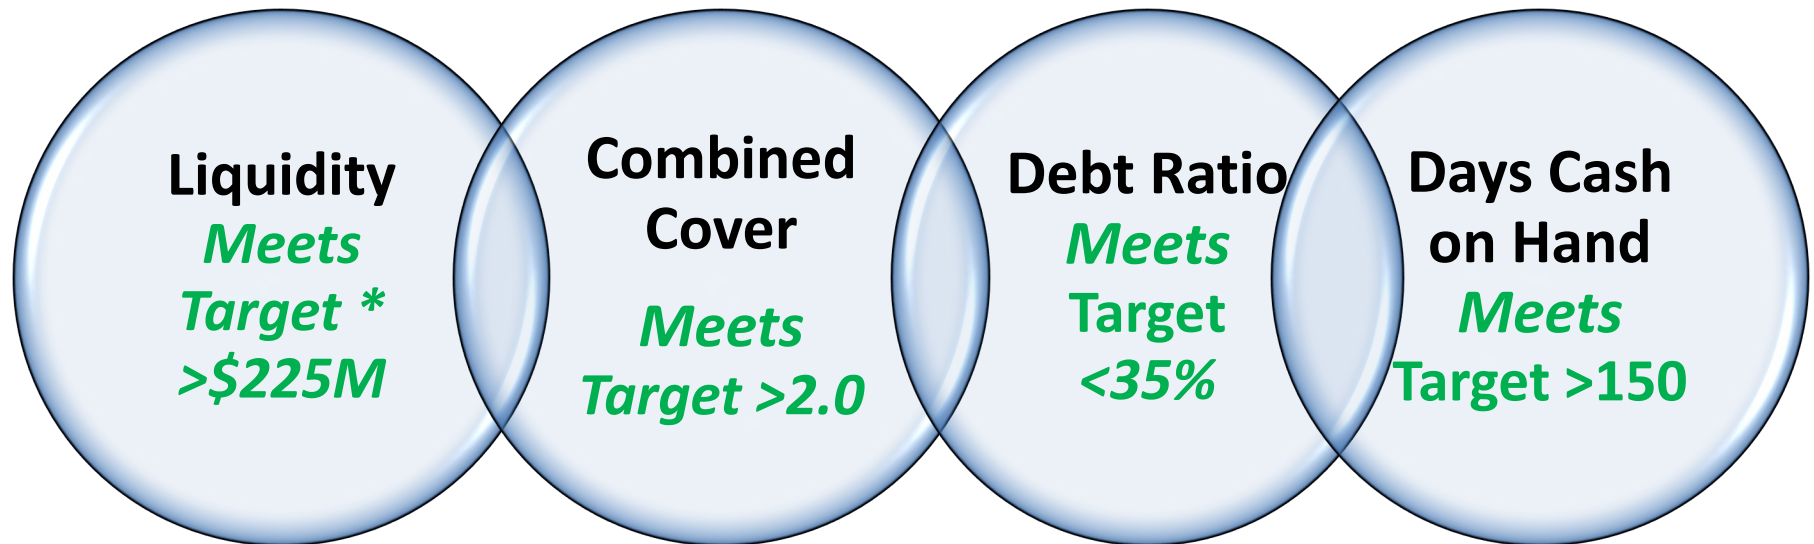 Liquidity
Meets
Target *
>$225M
Combined
Cover
Meets
Target >2.0
Debt Ratio
Meets
Target
<35%
Days Cash
on Hand
Meets
Target >150